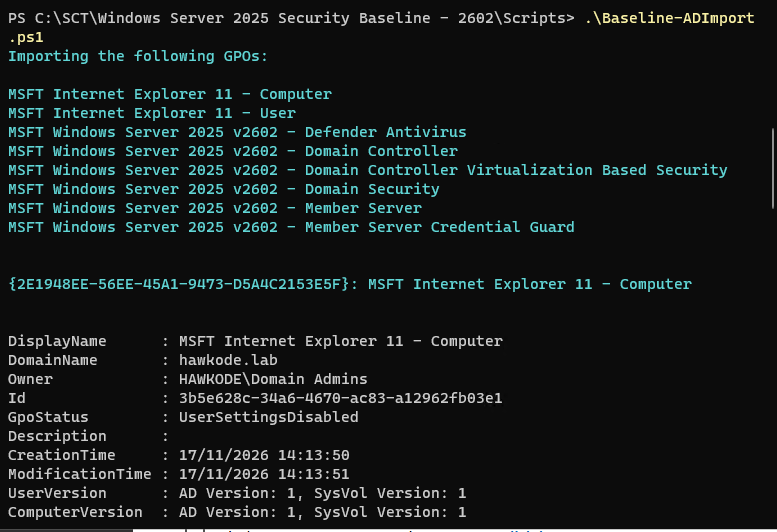 PS C:\SCT\Windows Server 2025 Security Baseline - 2602\Scripts> .\Baseline-ADImport
.ps1
Importing the following GPOs:
MSFT Internet Explorer 11 - Computer
MSFT Internet Explorer 11 - User
MSFT Windows Server 2025 v2602 - Defender Antivirus
MSFT Windows Server 2025 v2602 - Domain Controller
MSFT Windows Server 2025 v2602 - Domain Controller Virtualization Based Security
MSFT Windows Server 2025 v2602 - Domain Security
MSFT Windows Server 2025 v2602 - Member Server
MSFT Windows Server 2025 v2602 - Member Server Credential Guard
{2E1948EE-56EE-45A1-9473-D5A4C2153E5F}: MSFT Internet Explorer 11 - Computer
DisplayName      : MSFT Internet Explorer 11 - Computer
DomainName       : hawkode.lab
Owner            : HAWKODE\Domain Admins
Id               : 3b5e628c-34a6-4670-ac83-a12962fb03e1
GpoStatus        : UserSettingsDisabled
Description      :
CreationTime     : 17/11/2026 14:13:50
ModificationTime : 17/11/2026 14:13:51
UserVersion      : AD Version: 1, SysVol Version: 1
ComputerVersion  : AD Version: 1, SysVol Version: 1